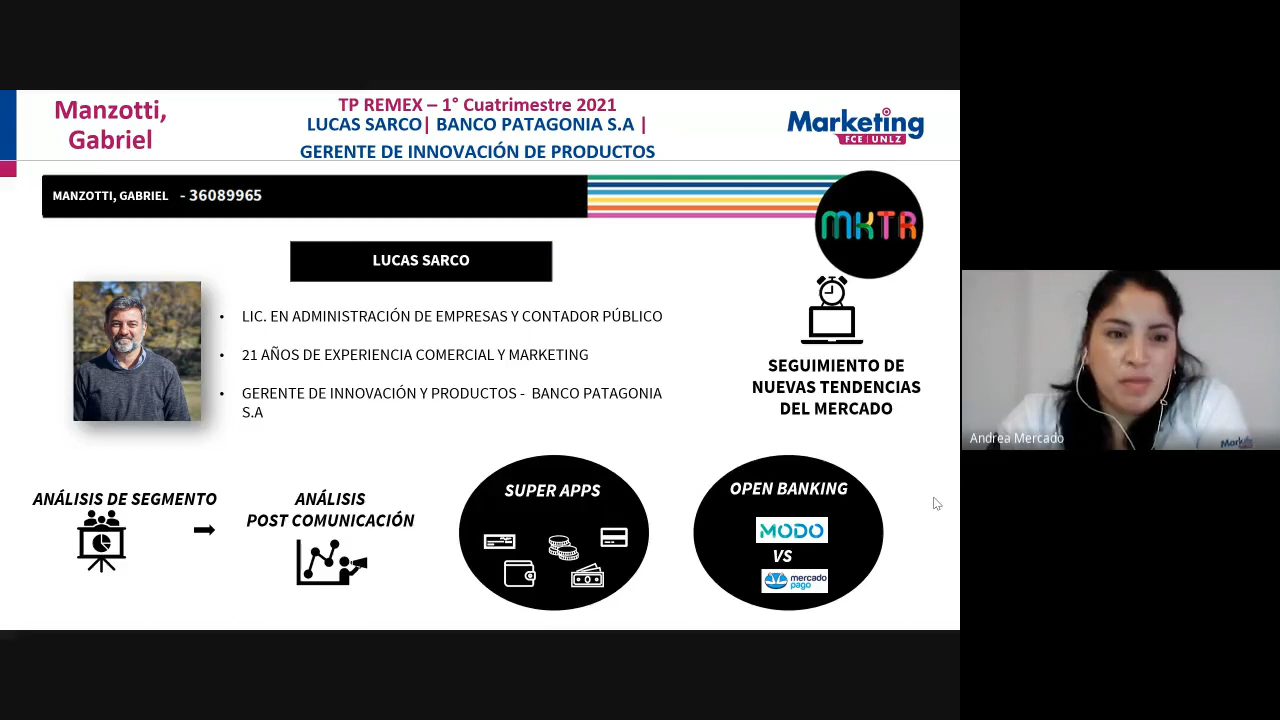 Manzotti,
Gabriel
TP REMEX – 1° Cuatrimestre 2021
LUCAS SARCO| BANCO PATAGONIA S.A |
GERENTE DE INNOVACIÓN DE PRODUCTOS
Marketing
FCE | UNLZ
MANZOTTI, GABRIEL - 36089965
MKTR
LUCAS SARCO
• LIC. EN ADMINISTRACIÓN DE EMPRESAS Y CONTADOR PÚBLICO
• 21 AÑOS DE EXPERIENCIA COMERCIAL Y MARKETING
• GERENTE DE INNOVACIÓN Y PRODUCTOS - BANCO PATAGONIA
S.A
SEGUIMIENTO DE
NUEVAS TENDENCIAS
DEL MERCADO
ANÁLISIS DE SEGMENTO
ANÁLISIS
POST COMUNICACIÓN
SUPER APPS
OPEN BANKING
MODO
VS
mercado
pago
Andrea Mercado
Marketing